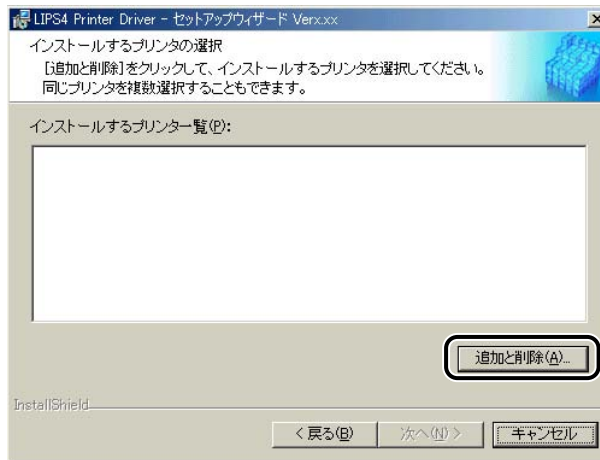 LIPS4 Printer Driver - セットアップウィザード Verx.xx
インストールするプリンタの選択
[追加と削除]をクリックして、インストールするプリンタを選択してください。
同じプリンタを複数選択することもできます。
インストールするプリンター覧(P):
追加と削除(A)...
InstallShield
< 戻る(B)
次へ(N) >
キャンセル